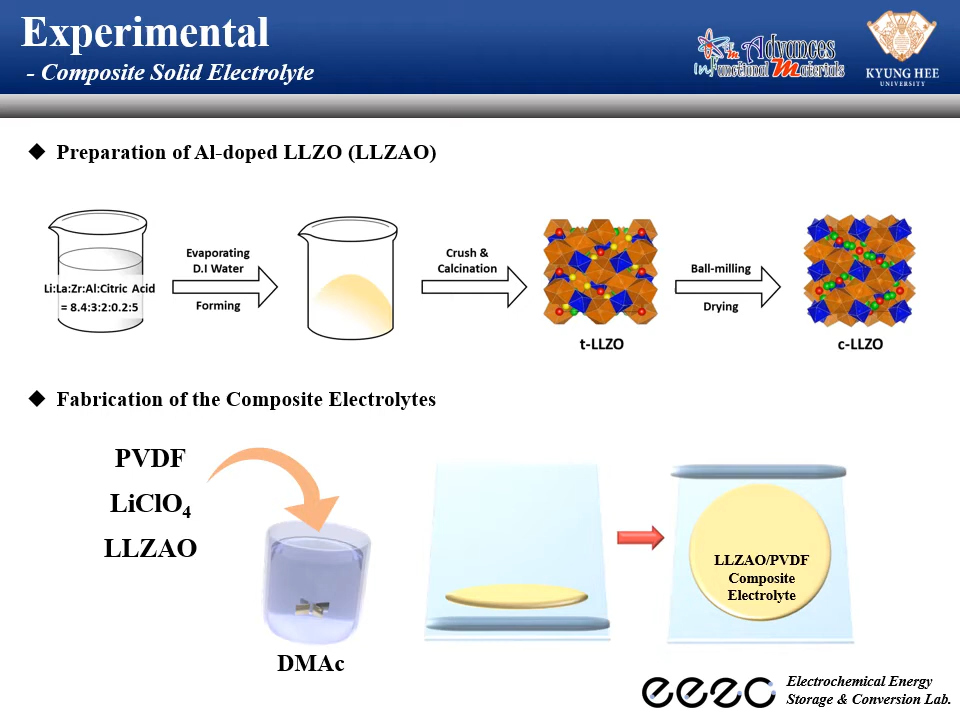 Experimental
- Composite Solid Electrolyte
Advances
in Functional Materials
KYUNG HEE
UNIVERSITY
◆ Preparation of Al-doped LLZO (LLZAO)
Li:La:Zr:Al:Citric Acid
= 8.4:3:2:0.2:5
Evaporating
D.I Water
Forming
Crush &
Calcination
t-LLZO
Ball-milling
Drying
c-LLZO
◆ Fabrication of the Composite Electrolytes
PVDF
LiClO₄
LLZAO
DMAc
LLZAO/PVDF
Composite
Electrolyte
eesc
Electrochemical Energy
Storage & Conversion Lab.